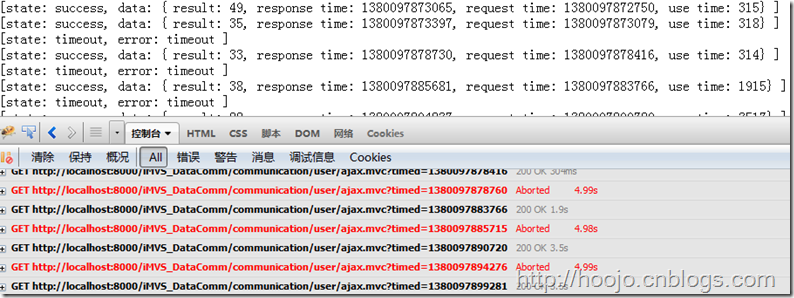 [state: success, data: { result: 49, response time: 1380097873065, request time: 1380097872750, use time: 315} ]
[state: success, data: { result: 35, response time: 1380097873397, request time: 1380097873079, use time: 318} ]
[state: timeout, error: timeout ]
[state: success, data: { result: 33, response time: 1380097878730, request time: 1380097878416, use time: 314} ]
[state: timeout, error: timeout ]
[state: success, data: { result: 38, response time: 1380097885681, request time: 1380097883766, use time: 1915} ]
[state: timeout, error: timeout ]
控制台 HTML CSS 脚本 DOM 网络 Cookies
清除 保持 概况 All 错误 警告 消息 调试信息 Cookies
GET http://localhost:8000/iMVS_DataComm/communication/user/ajax.mvc?timed=1380097878416 200 OK 304ms
GET http://localhost:8000/iMVS_DataComm/communication/user/ajax.mvc?timed=1380097878760 Aborted 4.99s
GET http://localhost:8000/iMVS_DataComm/communication/user/ajax.mvc?timed=1380097883766 200 OK 1.9s
GET http://localhost:8000/iMVS_DataComm/communication/user/ajax.mvc?timed=1380097885715 Aborted 4.98s
GET http://localhost:8000/iMVS_DataComm/communication/user/ajax.mvc?timed=1380097890720 200 OK 3.5s
GET http://localhost:8000/iMVS_DataComm/communication/user/ajax.mvc?timed=1380097894276 Aborted 4.99s
GET http://localhost:8000/iMVS_DataComm/communication/user/ajax.mvc?timed=1380097899281
http://hoojo.cnblogs.com